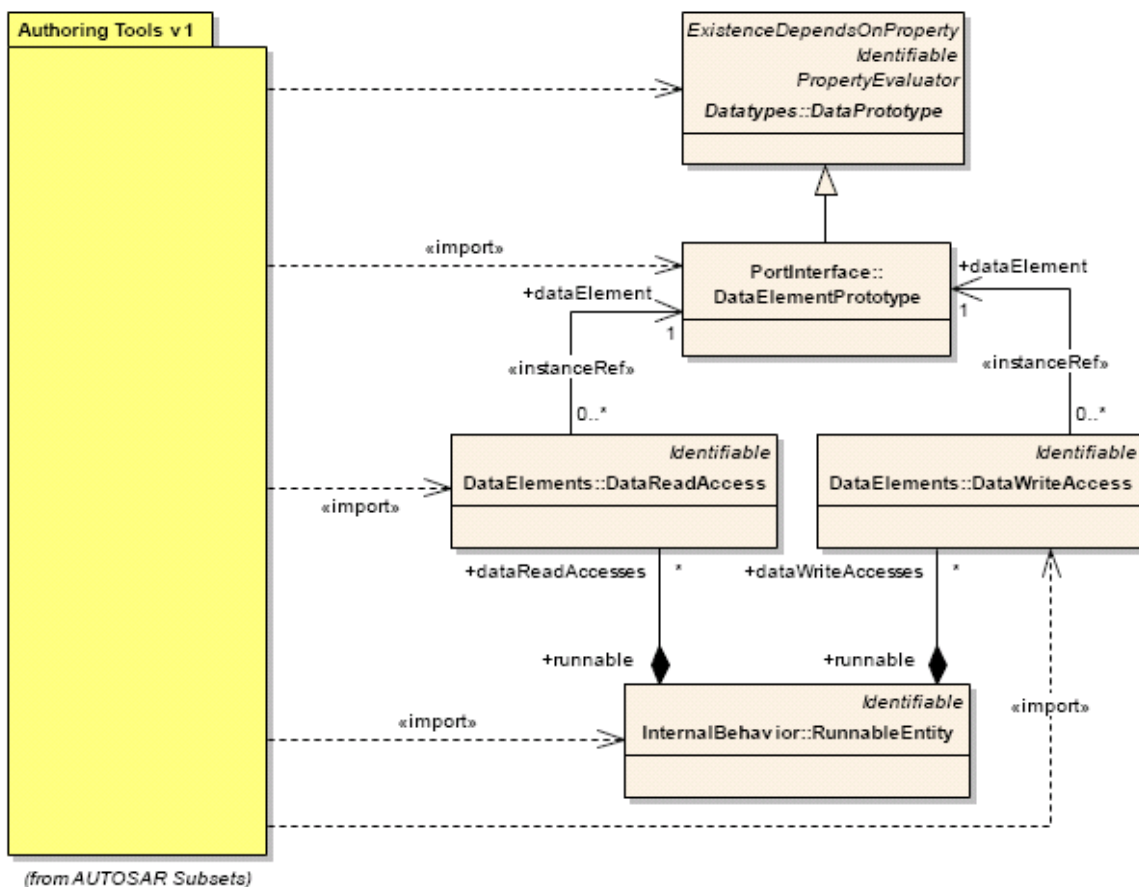 Authoring Tools v1
ExistenceDependsOnProperty
Identifiable
PropertyEvaluator
Datatypes::DataPrototype
«import»
PortInterface::
DataElementPrototype
+dataElement
1
+dataElement
1
«instanceRef»
«instanceRef»
0..*
0..*
Identifiable
DataElements::DataReadAccess
Identifiable
DataElements::DataWriteAccess
«import»
+dataReadAccesses
*
+dataWriteAccesses
*
+runnable
+runnable
Identifiable
InternalBehavior::RunnableEntity
«import»
«import»
(from AUTOSAR Subsets)